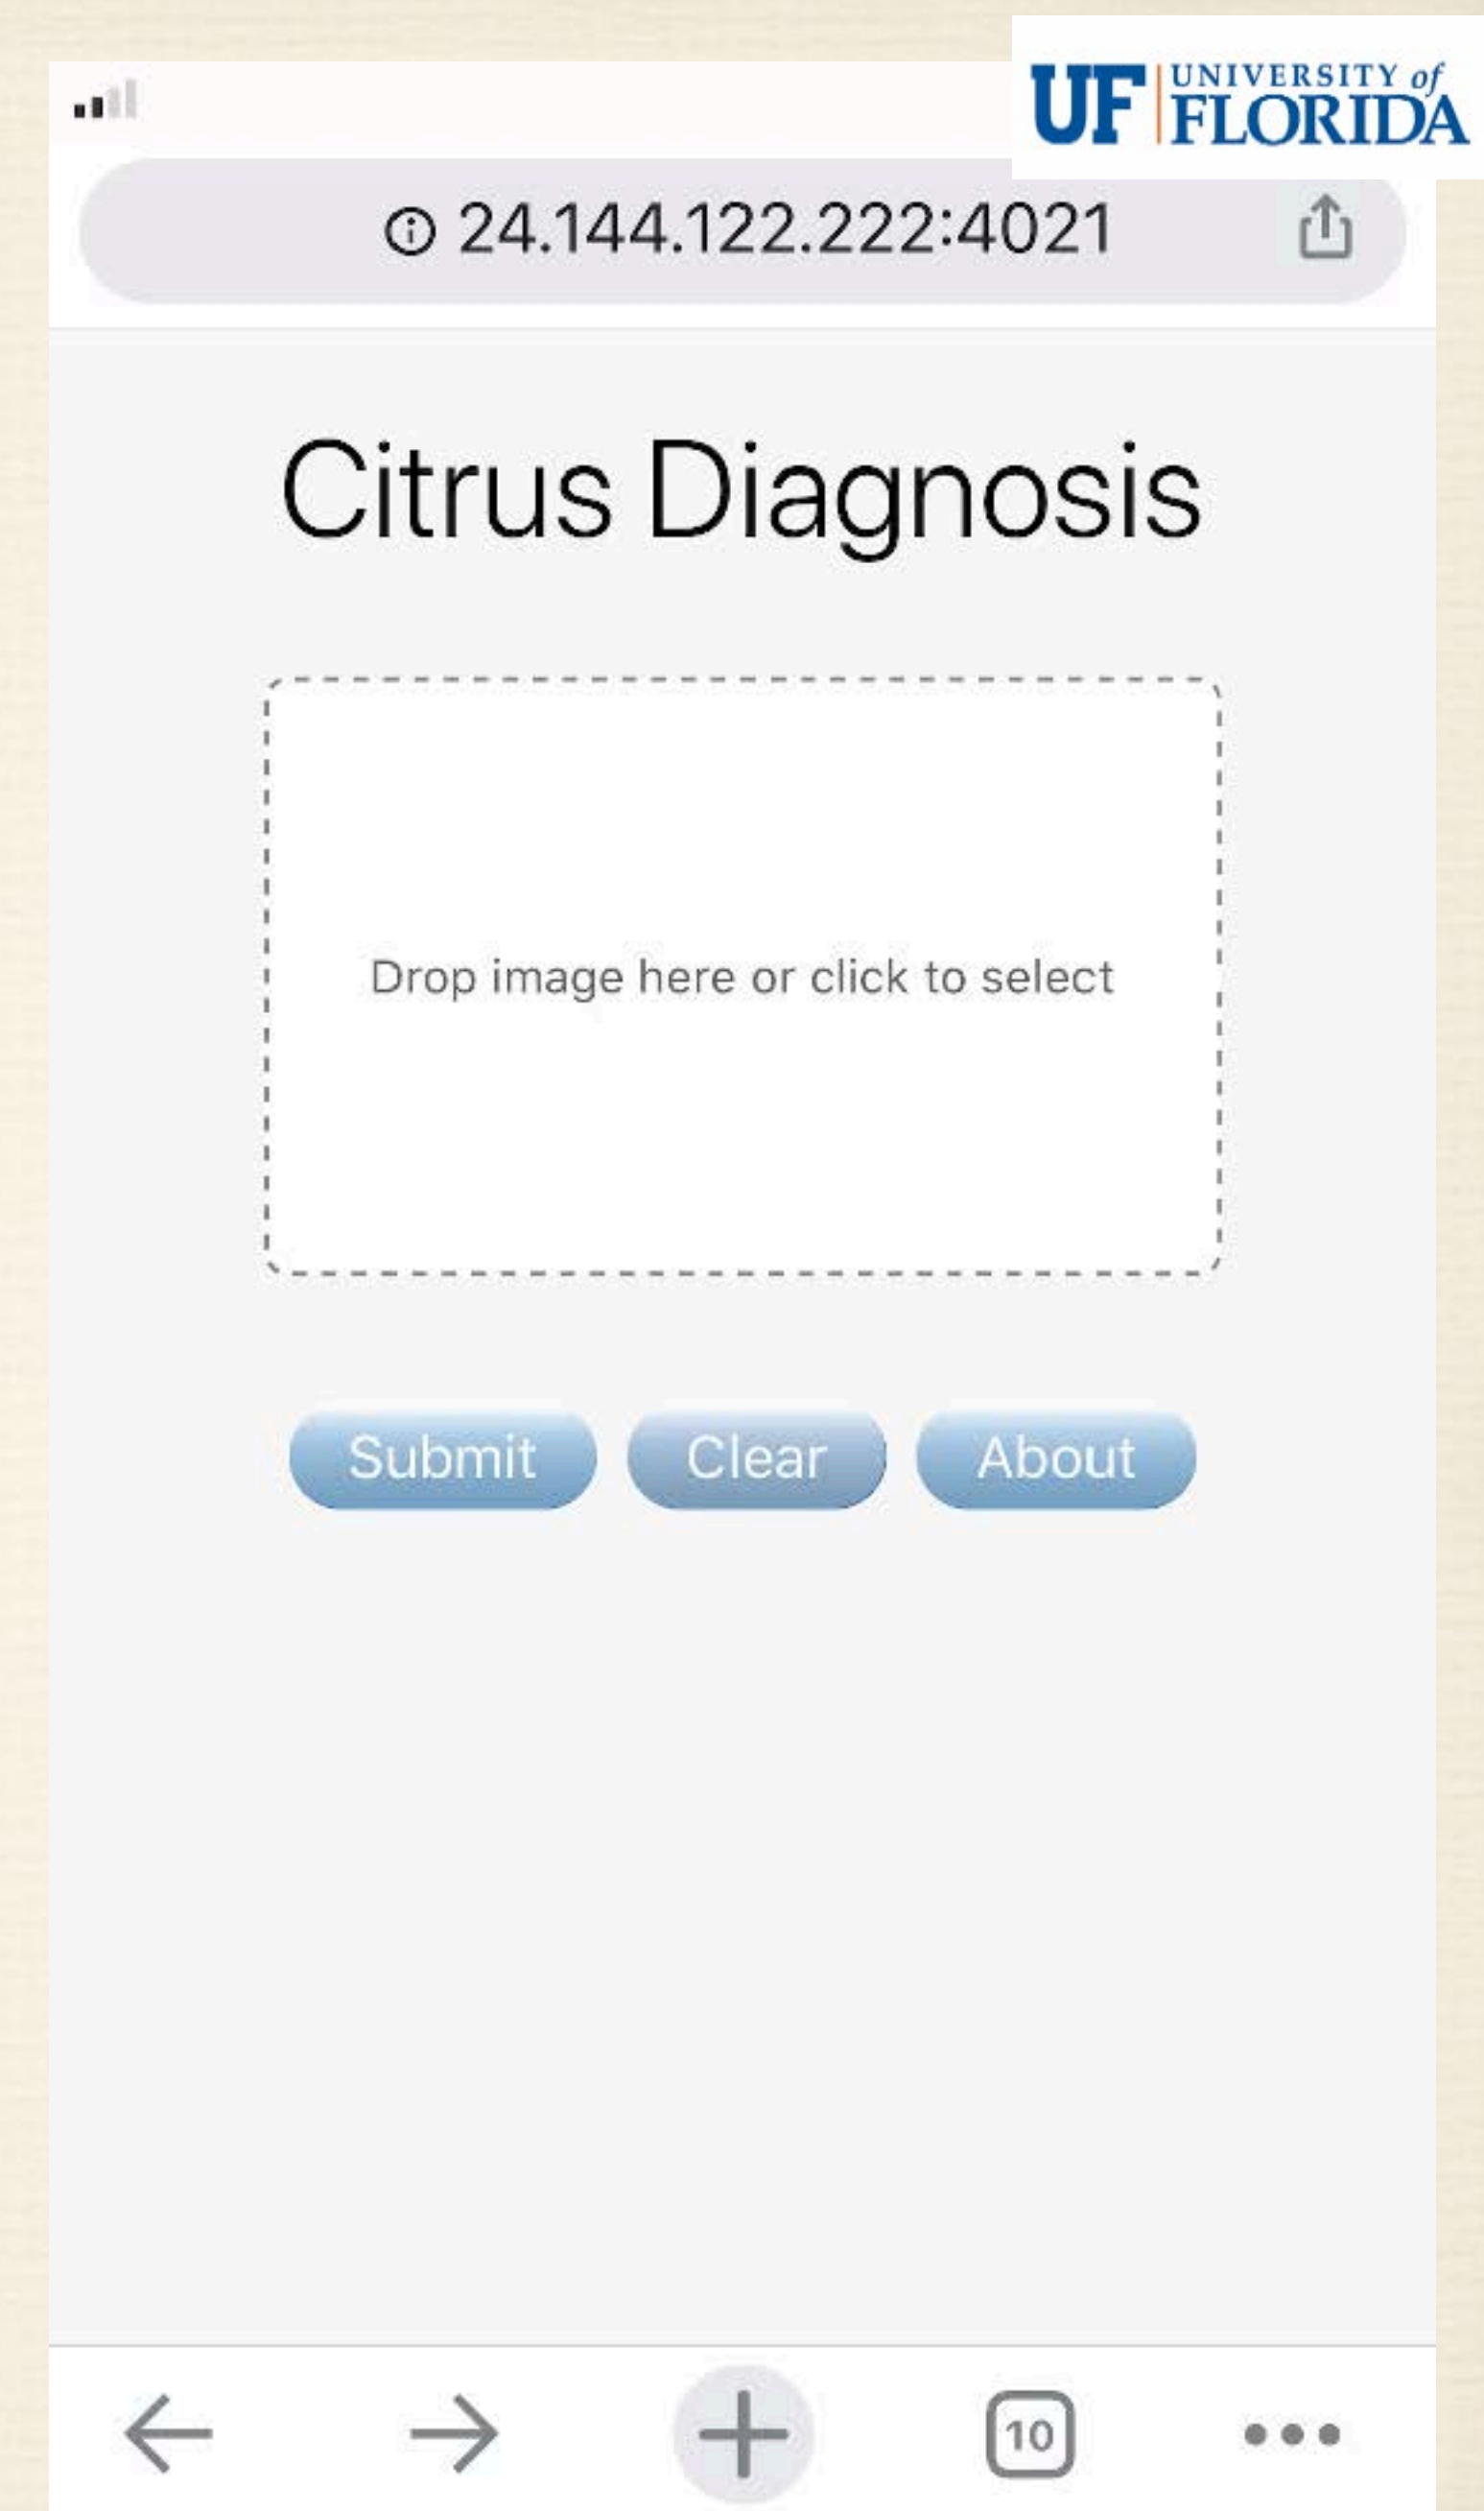 UF UNIVERSITY of
FLORIDA
24.144.122.222:4021
Citrus Diagnosis
Drop image here or click to select
Submit Clear About
10